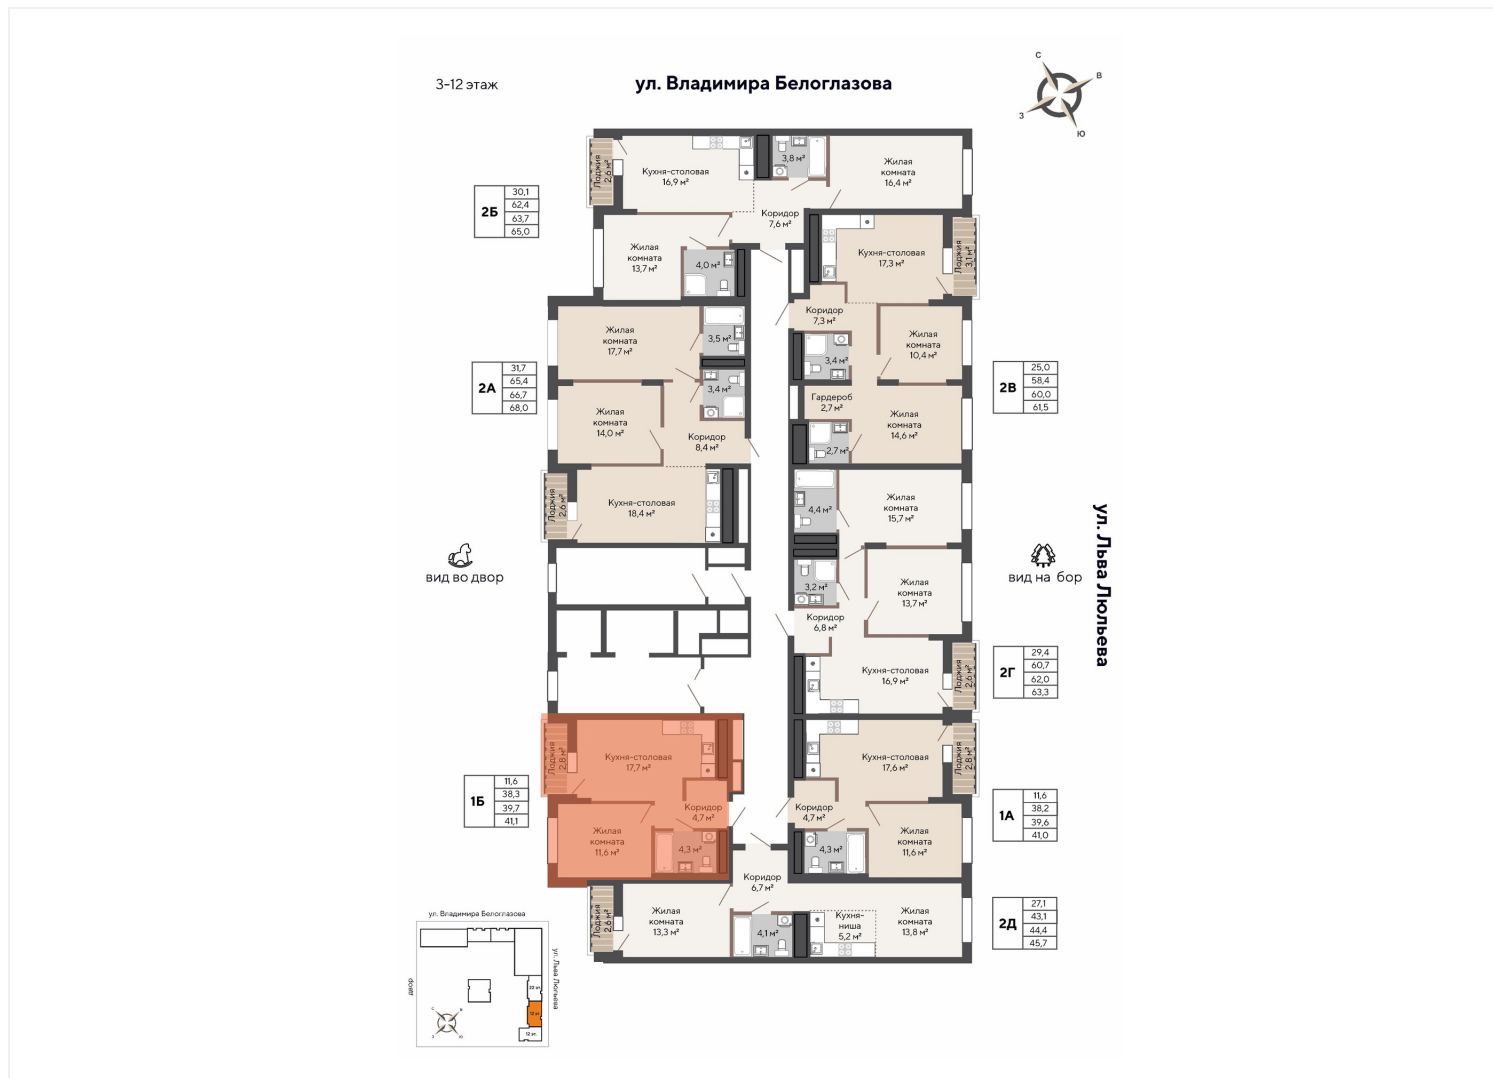 3-12 этаж
ул. Владимира Белоглазова
С
В
З
Ю
2Б
30,1
62,4
63,7
65,0
Лоджия
2,6 м²
Кухня-столовая
16,9 м²
3,8 м²
Жилая
комната
16,4 м²
Коридор
7,6 м²
Жилая
комната
13,7 м²
4,0 м²
Кухня-столовая
17,3 м²
Лоджия
3,1 м²
Коридор
7,3 м²
Жилая
комната
10,4 м²
3,4 м²
Гардероб
2,7 м²
Жилая
комната
14,6 м²
2,7 м²
2В
25,0
58,4
60,0
61,5
2А
31,7
65,4
66,7
68,0
Жилая
комната
17,7 м²
3,5 м²
3,4 м²
Жилая
комната
14,0 м²
Коридор
8,4 м²
Лоджия
2,6 м²
Кухня-столовая
18,4 м²
4,4 м²
Жилая
комната
15,7 м²
вид во двор
вид на бор
ул. Льва Люльева
3,2 м²
Жилая
комната
13,7 м²
Коридор
6,8 м²
Кухня-столовая
16,9 м²
Лоджия
2,6 м²
2Г
29,4
60,7
62,0
63,3
Лоджия
2,8 м²
Кухня-столовая
17,7 м²
Коридор
4,7 м²
Жилая
комната
11,6 м²
4,3 м²
1Б
11,6
38,3
39,7
41,1
Кухня-столовая
17,6 м²
Лоджия
2,8 м²
Коридор
4,7 м²
4,3 м²
Жилая
комната
11,6 м²
1А
11,6
38,2
39,6
41,0
Коридор
6,7 м²
Лоджия
2,6 м²
Жилая
комната
13,3 м²
4,1 м²
Кухня-
ниша
5,2 м²
Жилая
комната
13,8 м²
2Д
27,1
43,1
44,4
45,7
ул. Владимира Белоглазова
ул. Льва Люльева
двор
22 эт.
12 эт.
12 эт.
С
В
З
Ю